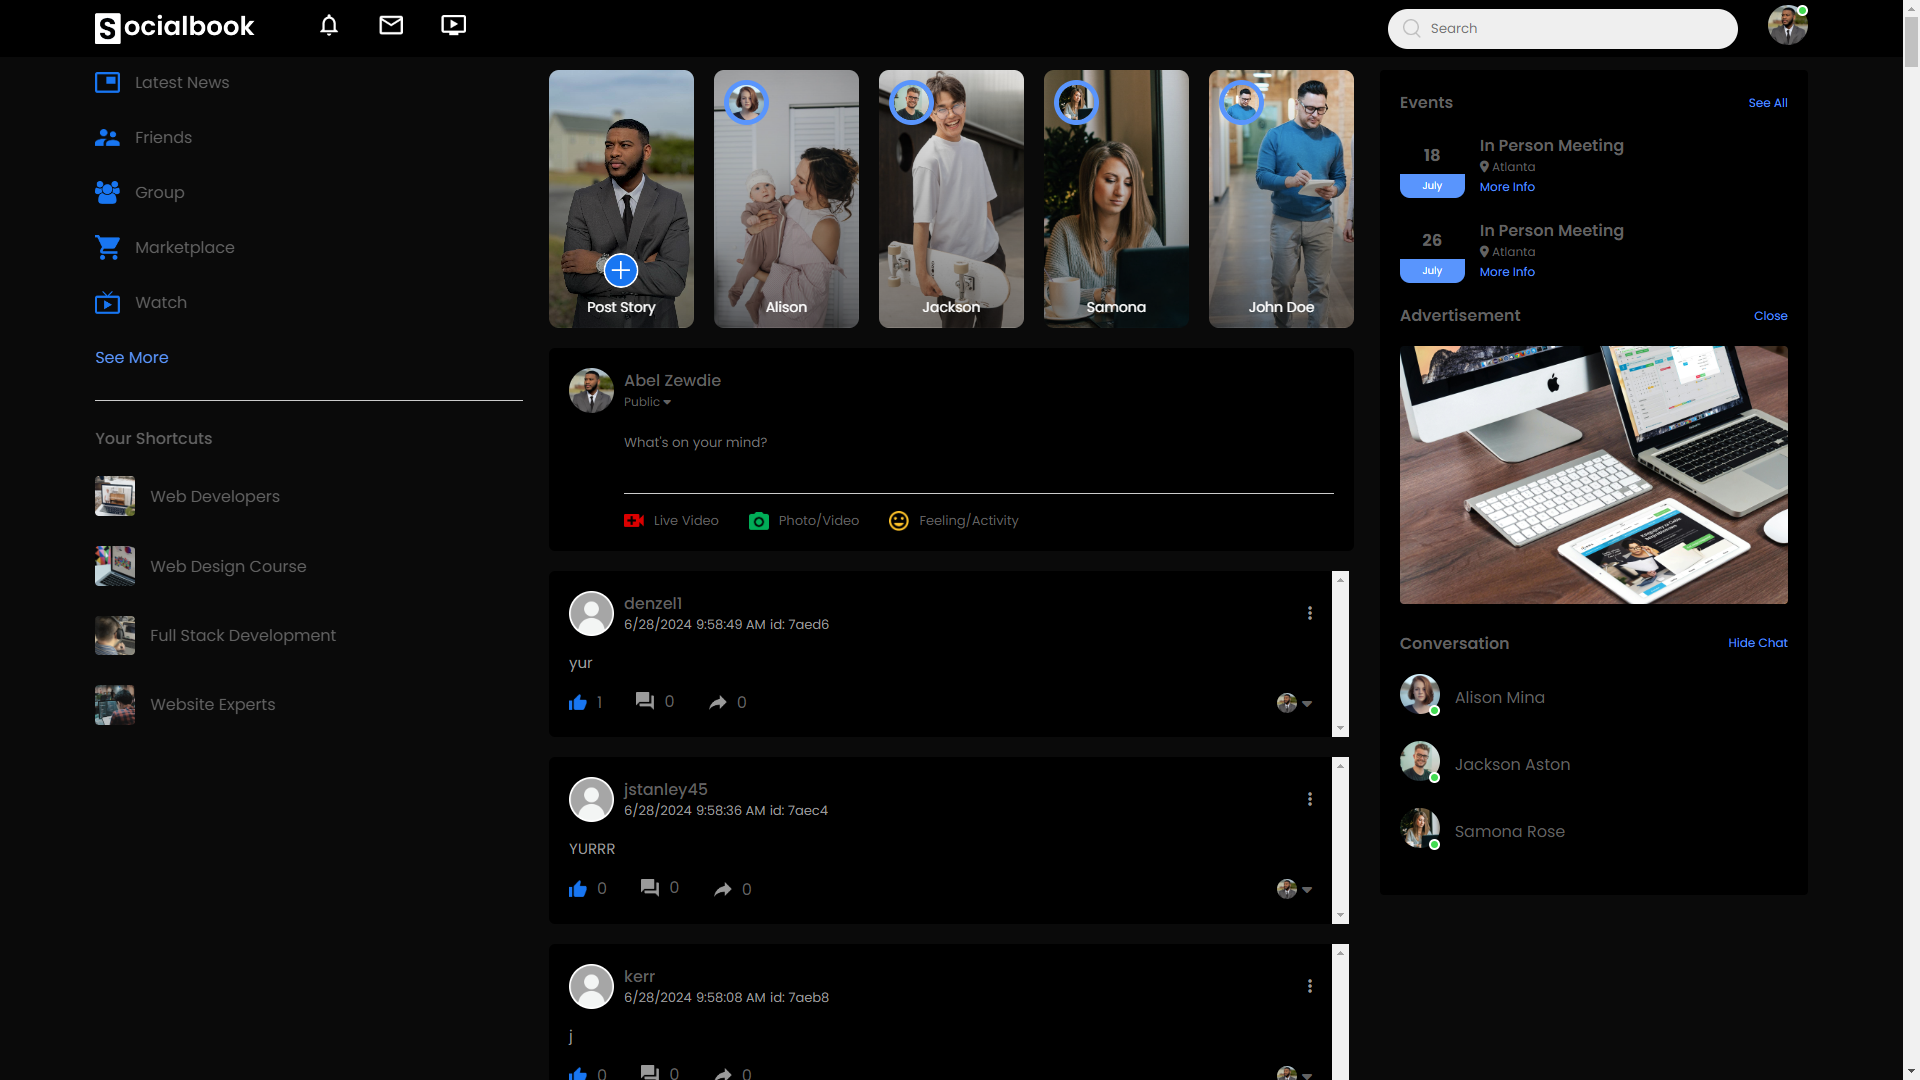 Socialbook
Search
Latest News
Friends
Group
Marketplace
Watch
See More
Your Shortcuts
Web Developers
Web Design Course
Full Stack Development
Website Experts
Post Story
Alison
Jackson
Samona
John Doe
Abel Zewdie
Public
What's on your mind?
Live Video
Photo/Video
Feeling/Activity
denzel1
6/28/2024 9:58:49 AM id: 7aed6
yur
1 0 0
jstanley45
6/28/2024 9:58:36 AM id: 7aec4
YURRR
0 0 0
kerr
6/28/2024 9:58:08 AM id: 7aeb8
j
0 0 0
Events
See All
18
July
In Person Meeting
Atlanta
More Info
26
July
In Person Meeting
Atlanta
More Info
Advertisement
Close
Conversation
Hide Chat
Alison Mina
Jackson Aston
Samona Rose